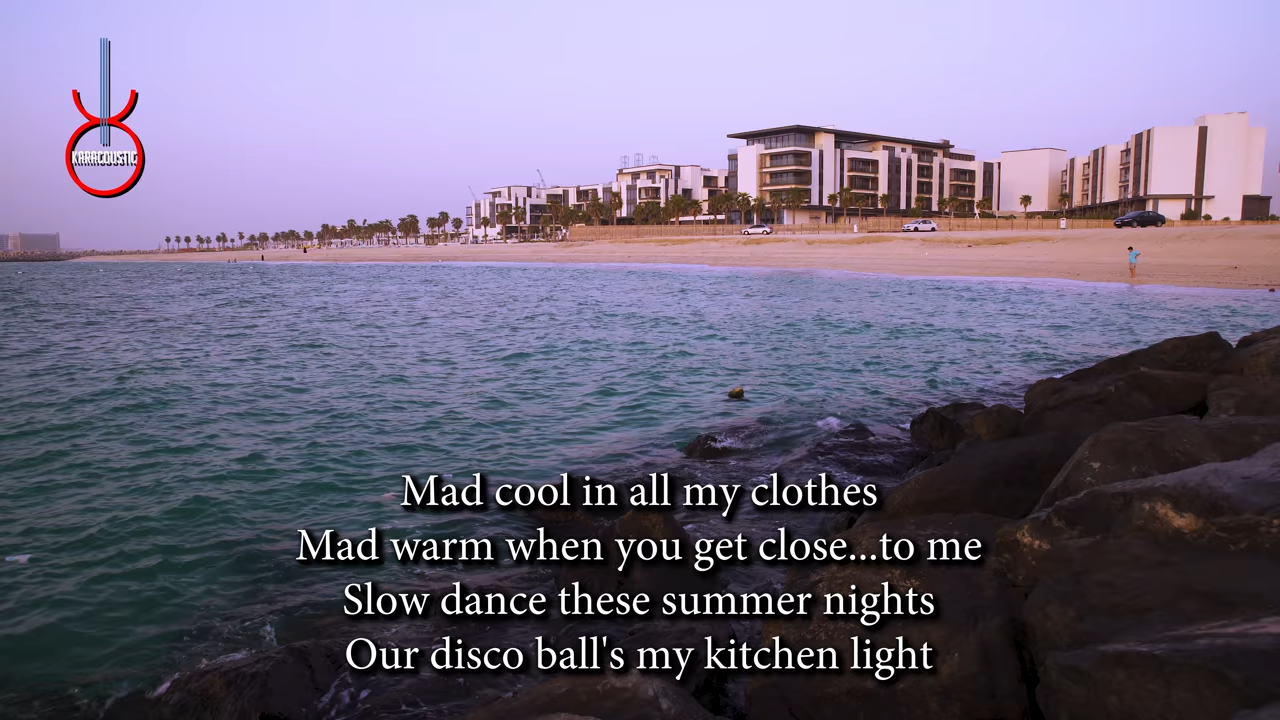 KARACOUSTIC
Mad cool in all my clothes
Mad warm when you get close...to me
Slow dance these summer nights
Our disco ball's my kitchen light